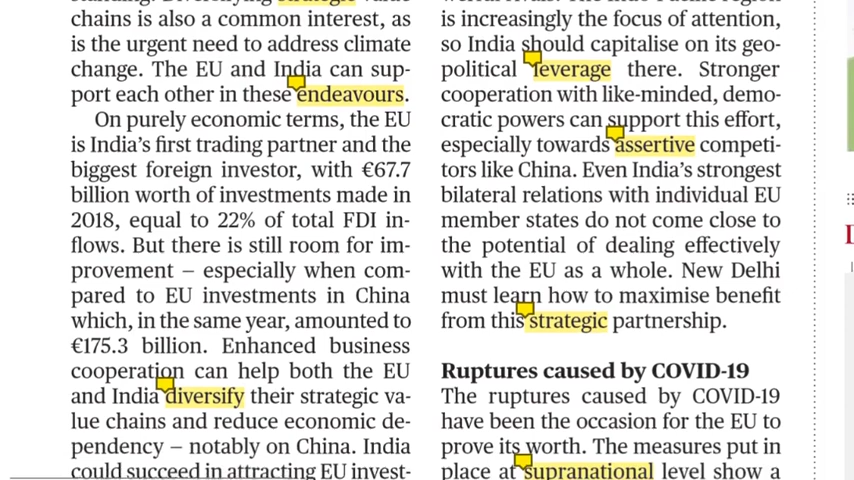 chains is also a common interest, as
is the urgent need to address climate
change. The EU and India can sup-
port each other in these endeavours.
On purely economic terms, the EU
is India's first trading partner and the
biggest foreign investor, with €67.7
billion worth of investments made in
2018, equal to 22% of total FDI in-
flows. But there is still room for im-
provement – especially when com-
pared to EU investments in China
which, in the same year, amounted to
€175.3 billion. Enhanced business
cooperation can help both the EU
and India diversify their strategic va-
lue chains and reduce economic de-
pendency – notably on China. India
could succeed in attracting EU invest-
is increasingly the focus of attention,
so India should capitalise on its geo-
political leverage there. Stronger
cooperation with like-minded, demo-
cratic powers can support this effort,
especially towards assertive competi-
tors like China. Even India's strongest
bilateral relations with individual EU
member states do not come close to
the potential of dealing effectively
with the EU as a whole. New Delhi
must learn how to maximise benefit
from this strategic partnership.
Ruptures caused by COVID-19
The ruptures caused by COVID-19
have been the occasion for the EU to
prove its worth. The measures put in
place at supranational level show a